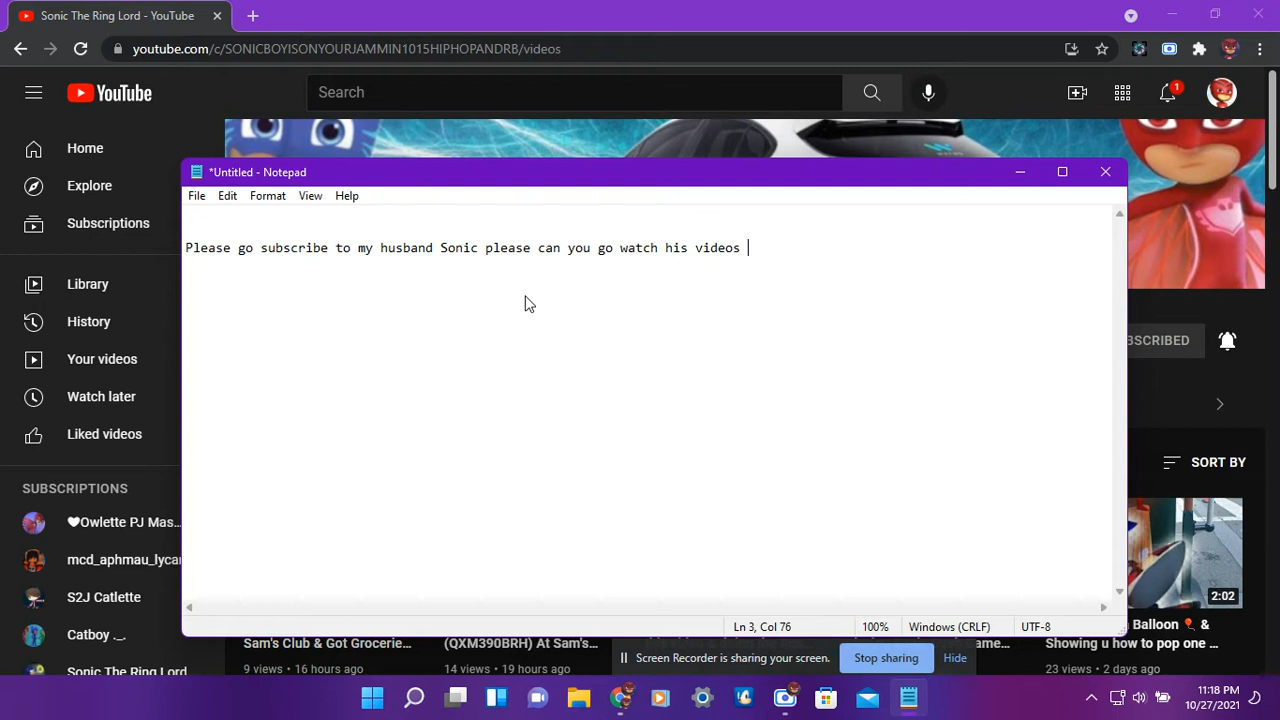 Sonic The Ring Lord - YouTube
youtube.com/c/SONICBOYISONYOURJAMMIN1015HIPHOPANDRB/videos
YouTube
Search
1
Home
Explore
Subscriptions
Library
History
Your videos
Watch later
Liked videos
SUBSCRIPTIONS
❤Owlette PJ Mas...
mcd_aphmau_lycan
S2J Catlette
Catboy ._.
Sonic The Ring Lord
*Untitled - Notepad
File Edit Format View Help
Please go subscribe to my husband Sonic please can you go watch his videos
Ln 3, Col 76 100% Windows (CRLF) UTF-8
SCRIBED
SORT BY
2:02
Sam's Club & Got Grocerie...
9 views • 16 hours ago
(QXM390BRH) At Sam's
14 views • 19 hours ago
Balloon 🎈 &
Showing u how to pop one ...
23 views • 2 days ago
Screen Recorder is sharing your screen.
Stop sharing
Hide
11:18 PM
10/27/2021